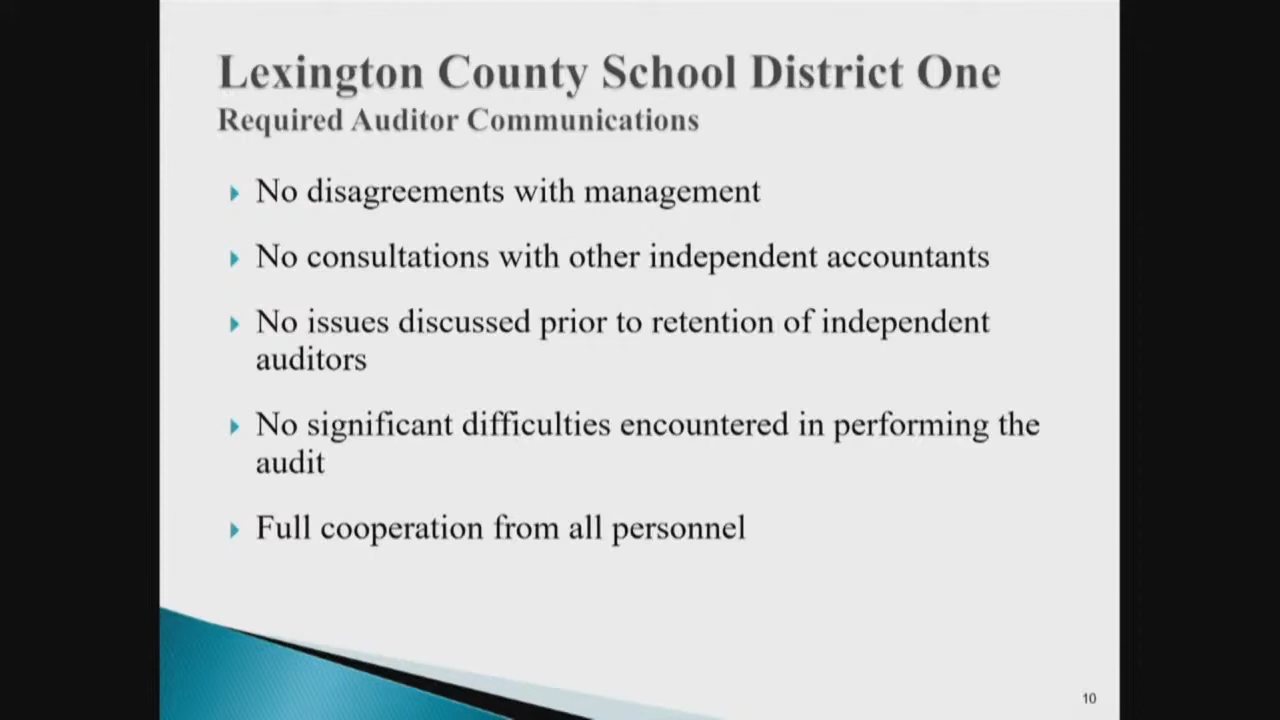 Lexington County School District One
Required Auditor Communications
No disagreements with management
No consultations with other independent accountants
No issues discussed prior to retention of independent
auditors
No significant difficulties encountered in performing the
audit
Full cooperation from all personnel
10